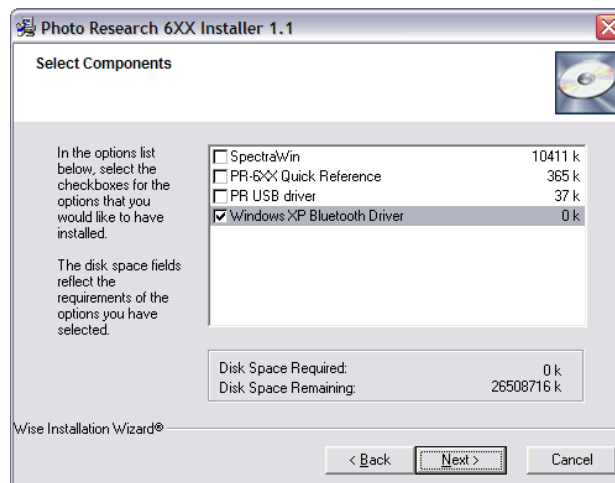 Photo Research 6XX Installer 1.1
Select Components
In the options list
below, select the
checkboxes for the
options that you
would like to have
installed.
The disk space fields
reflect the
requirements of the
options you have
selected.
SpectraWin 10411 k
PR-6XX Quick Reference 365 k
PR USB driver 37 k
Windows XP Bluetooth Driver 0 k
Disk Space Required: 0 k
Disk Space Remaining: 26508716 k
Wise Installation Wizard®
< Back Next > Cancel